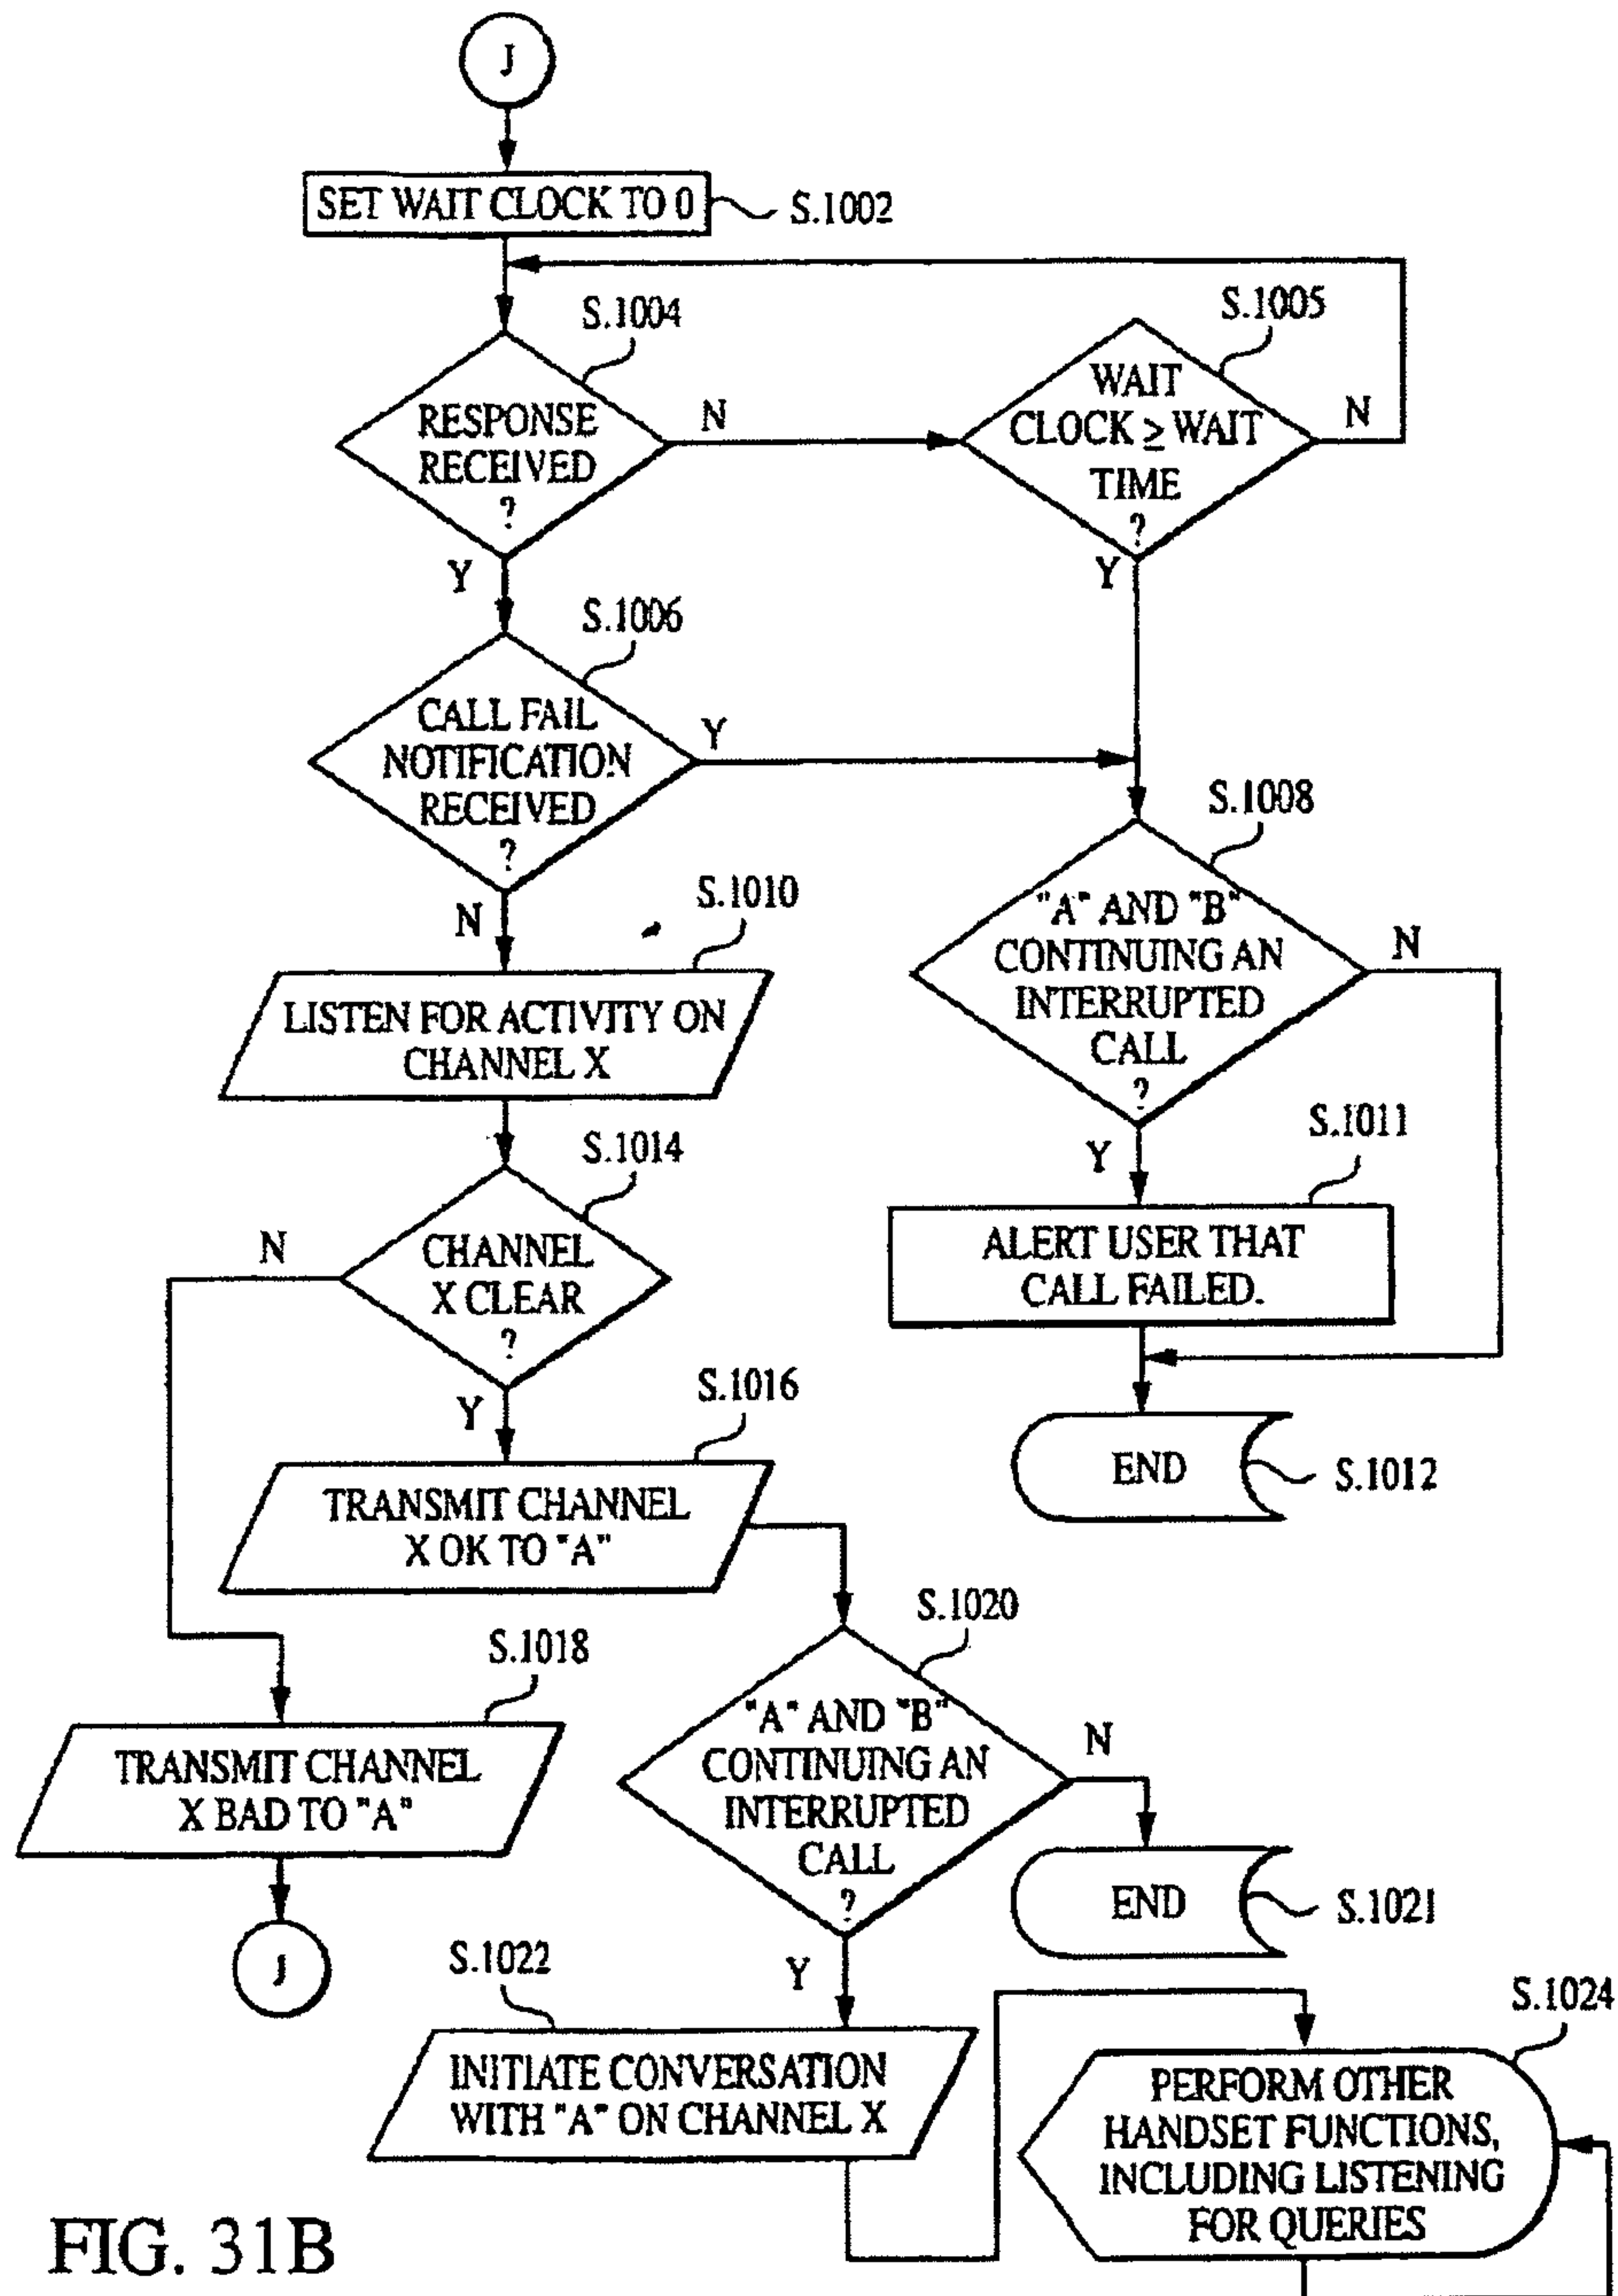 J
SET WAIT CLOCK TO 0
S.1002
S.1004
S.1005
RESPONSE
RECEIVED
?
N
WAIT
CLOCK ≥ WAIT
TIME
?
N
Y
Y
S.1006
CALL FAIL
NOTIFICATION
RECEIVED
?
Y
S.1008
N
S.1010
"A" AND "B"
CONTINUING AN
INTERRUPTED
CALL
?
N
LISTEN FOR ACTIVITY ON
CHANNEL X
S.1014
Y
S.1011
N
CHANNEL
X CLEAR
?
ALERT USER THAT
CALL FAILED.
Y
S.1016
END
S.1012
TRANSMIT CHANNEL
X OK TO "A"
S.1020
S.1018
"A" AND "B"
CONTINUING AN
INTERRUPTED
CALL
?
N
TRANSMIT CHANNEL
X BAD TO "A"
END
S.1021
J
S.1022
Y
S.1024
INITIATE CONVERSATION
WITH "A" ON CHANNEL X
PERFORM OTHER
HANDSET FUNCTIONS,
INCLUDING LISTENING
FOR QUERIES
FIG. 31B